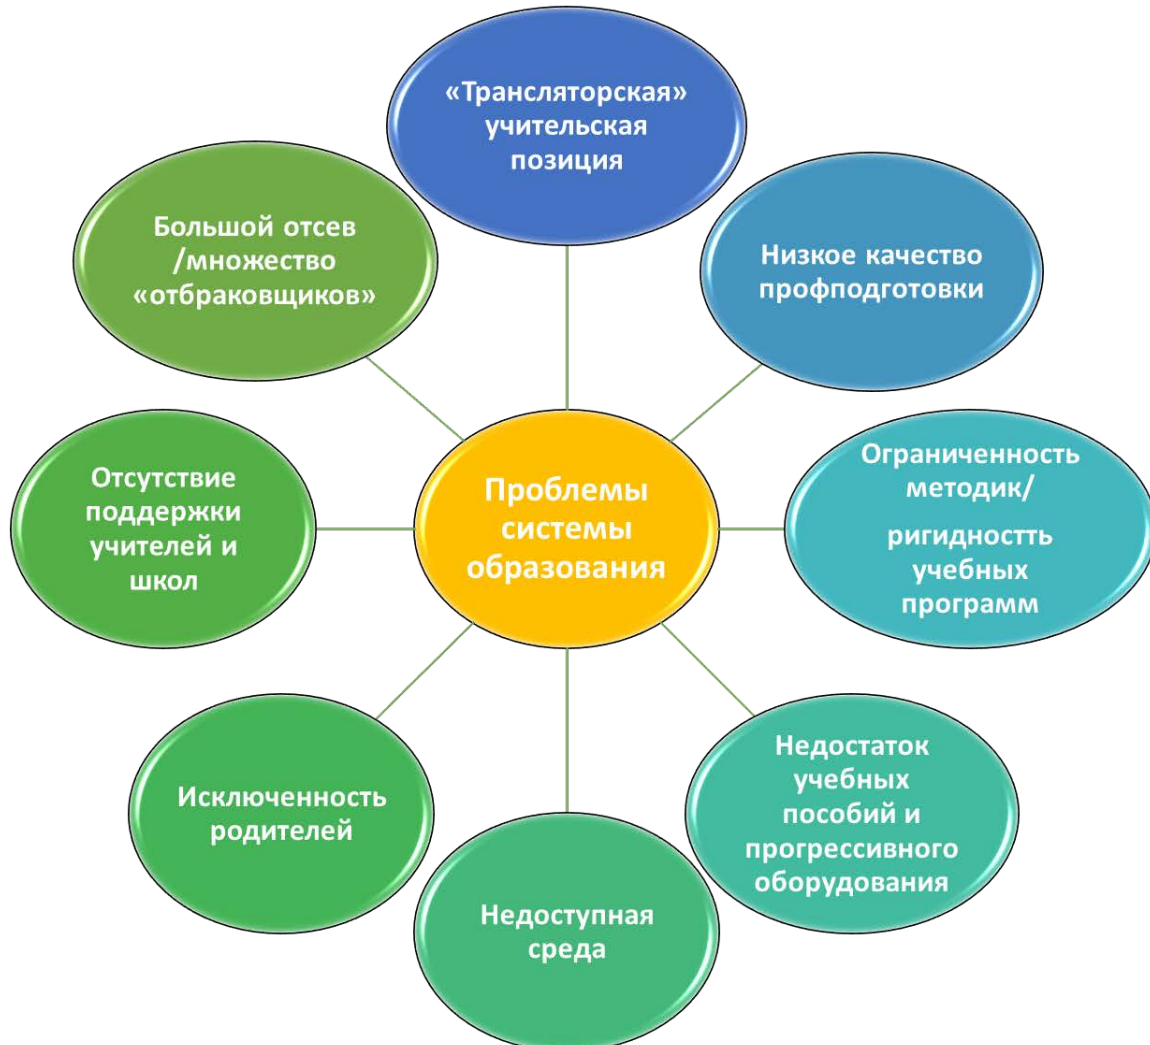 «Трансляторская»
учительская
позиция
Низкое качество
профподготовки
Ограниченность
методик/
ригидностть
учебных
программ
Недостаток
учебных
пособий и
прогрессивного
оборудования
Недоступная
среда
Исключенность
родителей
Отсутствие
поддержки
учителей и
школ
Большой отсев
/множество
«отбраковщиков»
Проблемы
системы
образования